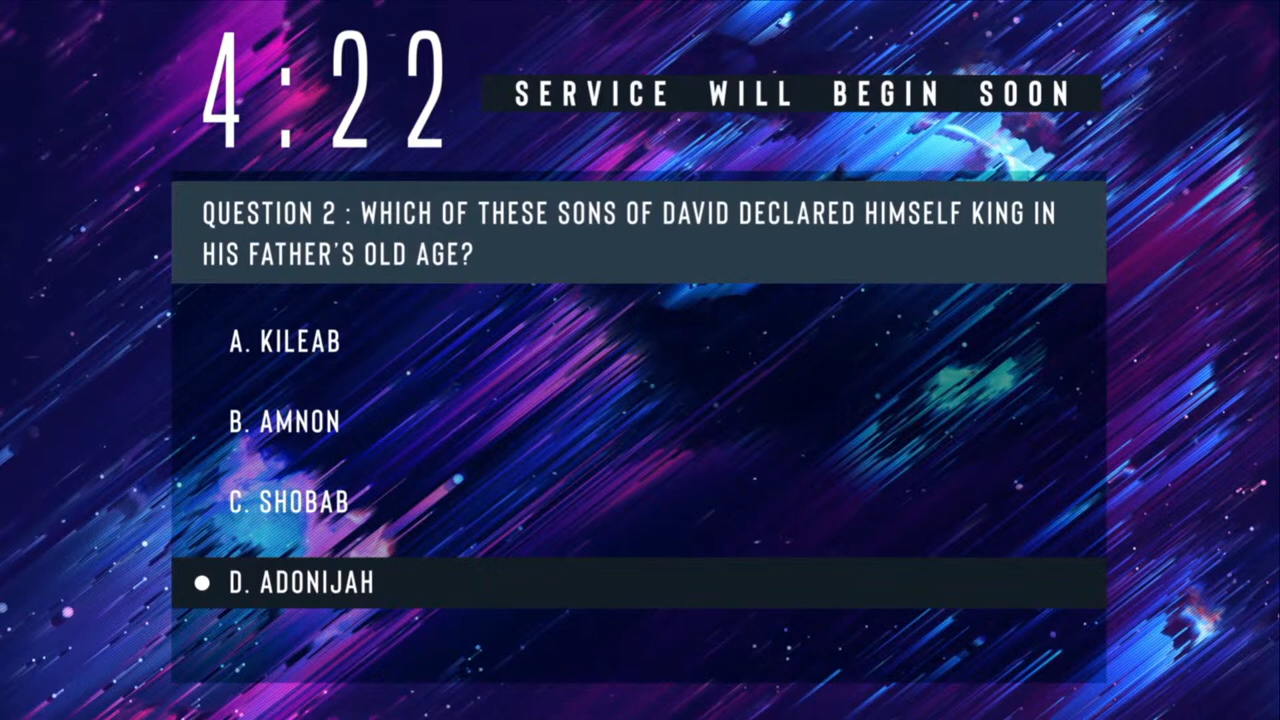 4:22
SERVICE WILL BEGIN SOON
QUESTION 2 : WHICH OF THESE SONS OF DAVID DECLARED HIMSELF KING IN
HIS FATHER'S OLD AGE?
A. KILEAB
B. AMNON
C. SHOBAB
D. ADONIJAH